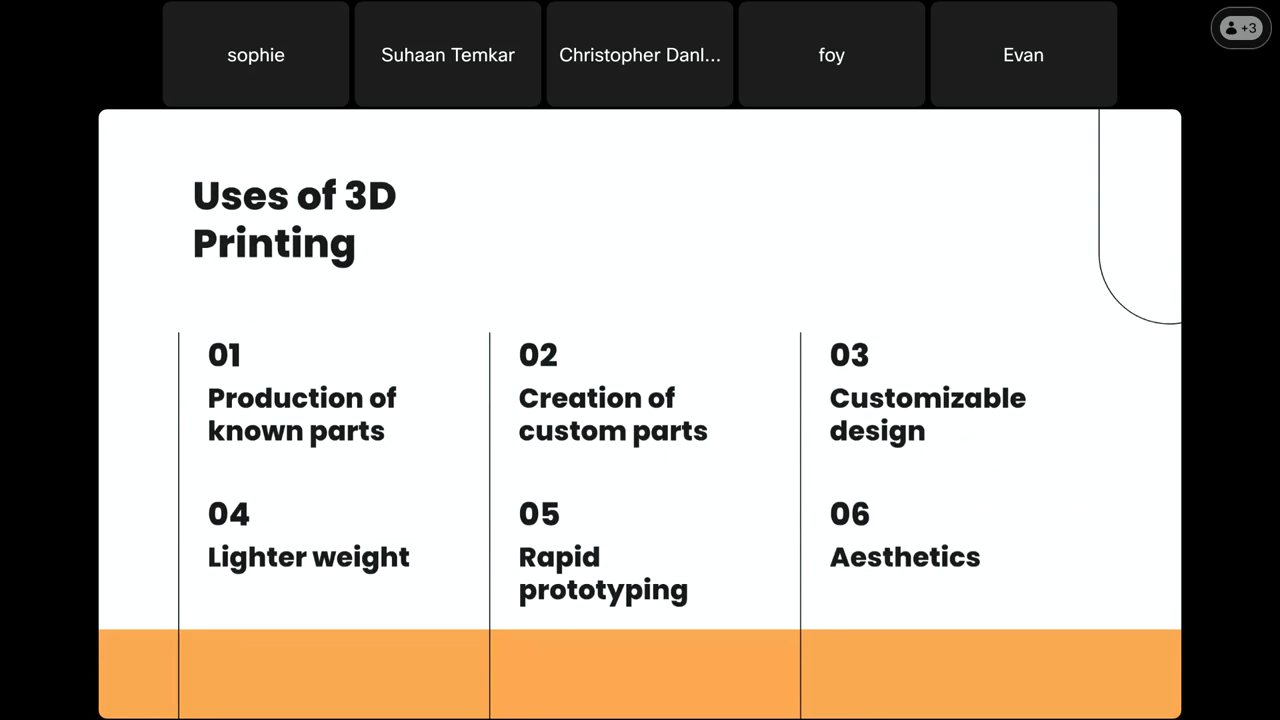 sophie
Suhaan Temkar
Christopher Danl...
foy
Evan
+3
Uses of 3D
Printing
01
Production of
known parts
02
Creation of
custom parts
03
Customizable
design
04
Lighter weight
05
Rapid
prototyping
06
Aesthetics